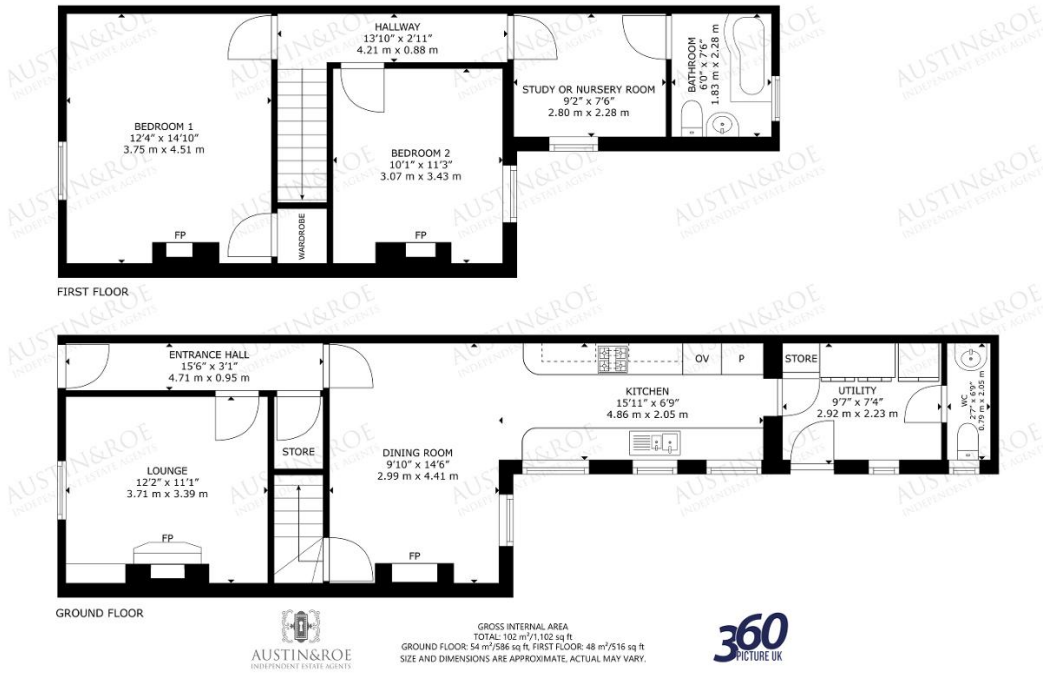 HALLWAY
13'10" x 2'11"
4.21 m x 0.88 m
BATHROOM
6'0" x 7'6"
1.83 m x 2.28 m
STUDY OR NURSERY ROOM
9'2" x 7'6"
2.80 m x 2.28 m
BEDROOM 1
12'4" x 14'10"
3.75 m x 4.51 m
BEDROOM 2
10'1" x 11'3"
3.07 m x 3.43 m
WARDROBE
FP
FP
FIRST FLOOR
ENTRANCE HALL
15'6" x 3'1"
4.71 m x 0.95 m
OV
P
STORE
KITCHEN
15'11" x 6'9"
4.86 m x 2.05 m
UTILITY
9'7" x 7'4"
2.92 m x 2.23 m
WC
2'7" x 6'9"
0.79 m x 2.05 m
STORE
DINING ROOM
9'10" x 14'6"
2.99 m x 4.41 m
LOUNGE
12'2" x 11'1"
3.71 m x 3.39 m
FP
FP
GROUND FLOOR
AUSTIN&ROE
INDEPENDENT ESTATE AGENTS
GROSS INTERNAL AREA
TOTAL: 102 m²/1,102 sq ft
GROUND FLOOR: 54 m²/586 sq ft, FIRST FLOOR: 48 m²/516 sq ft
SIZE AND DIMENSIONS ARE APPROXIMATE, ACTUAL MAY VARY.
360
PICTURE UK